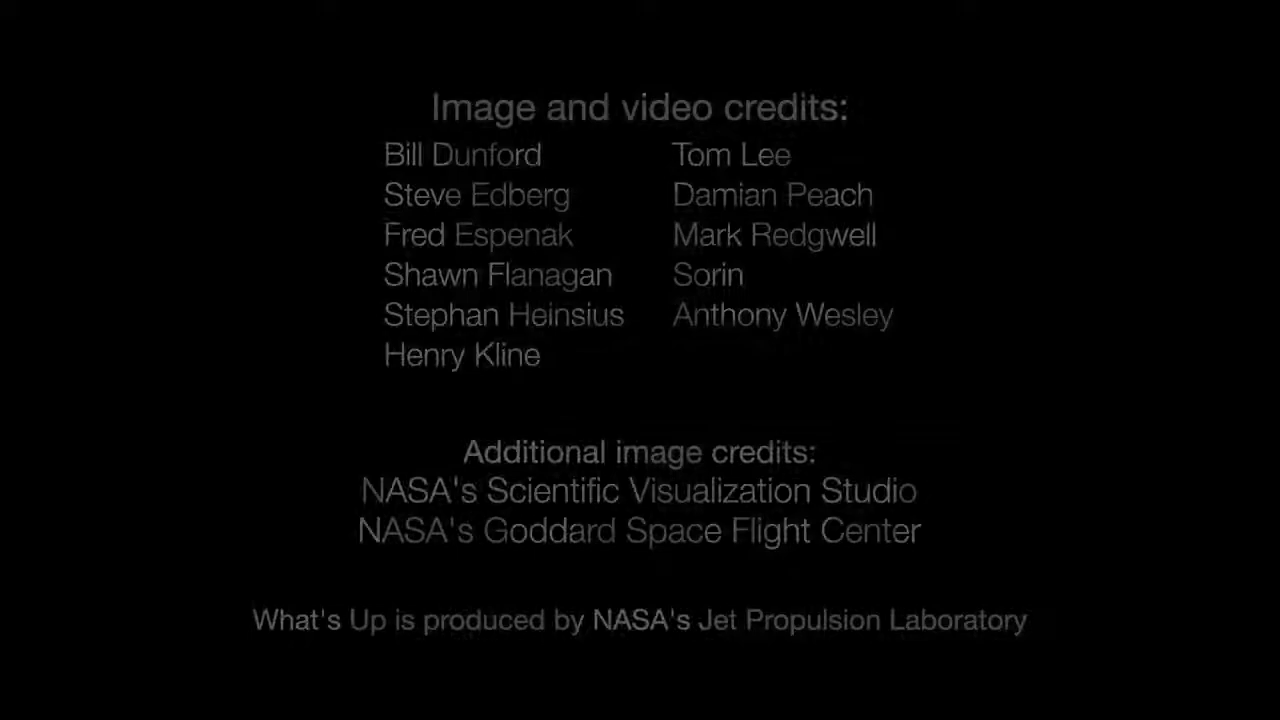 Image and video credits:
Bill Dunford
Steve Edberg
Fred Espenak
Shawn Flanagan
Stephan Heinsius
Henry Kline
Tom Lee
Damian Peach
Mark Redgwell
Sorin
Anthony Wesley
Additional image credits:
NASA's Scientific Visualization Studio
NASA's Goddard Space Flight Center
What's Up is produced by NASA's Jet Propulsion Laboratory